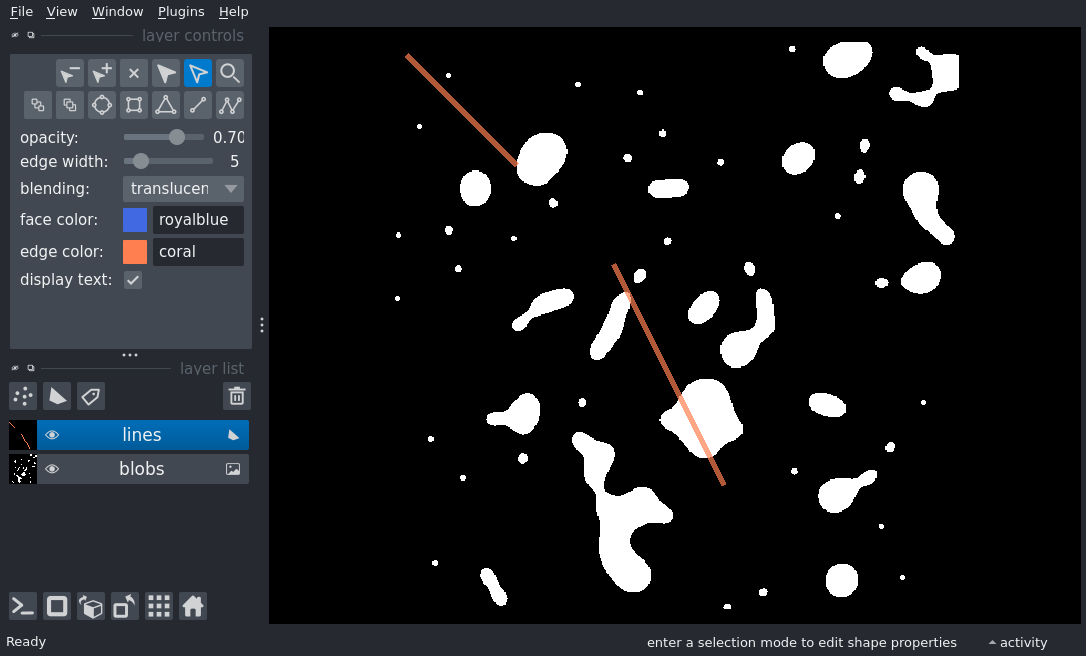 File View Window Plugins Help
layer controls
opacity: 0.70
edge width: 5
blending: translucen
face color: royalblue
edge color: coral
display text:
layer list
lines
blobs
Ready enter a selection mode to edit shape properties activity